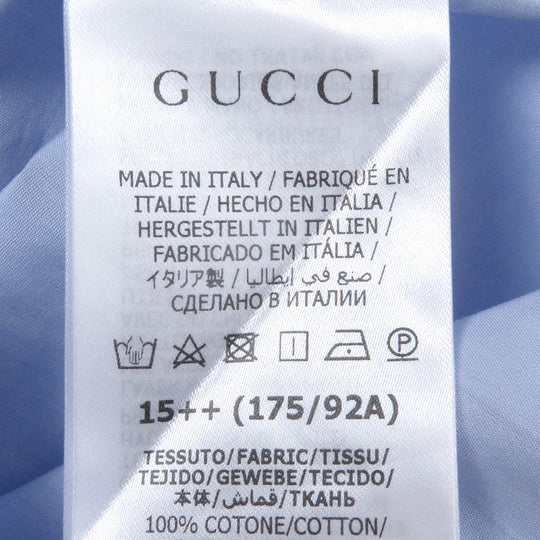 GUCCI
MADE IN ITALY / FABRIQUÉ EN
ITALIE / HECHO EN ITALIA /
HERGESTELLT IN ITALIEN /
FABRICADO EM ITÁLIA /
イタリア製 / صنع في إيطاليا /
СДЕЛАНО В ИТАЛИИ
P
15++ (175/92A)
TESSUTO/FABRIC/TISSU/
TEJIDO/GEWEBE/TECIDO/
本体/قماش/ТКАНЬ
100% COTONE/COTTON/